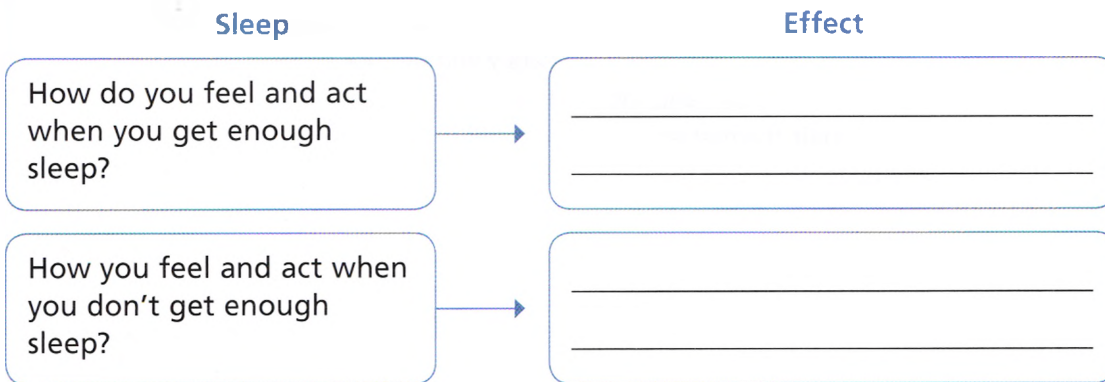 Sleep
Effect
How do you feel and act
when you get enough
sleep?
How you feel and act when
you don't get enough
sleep?